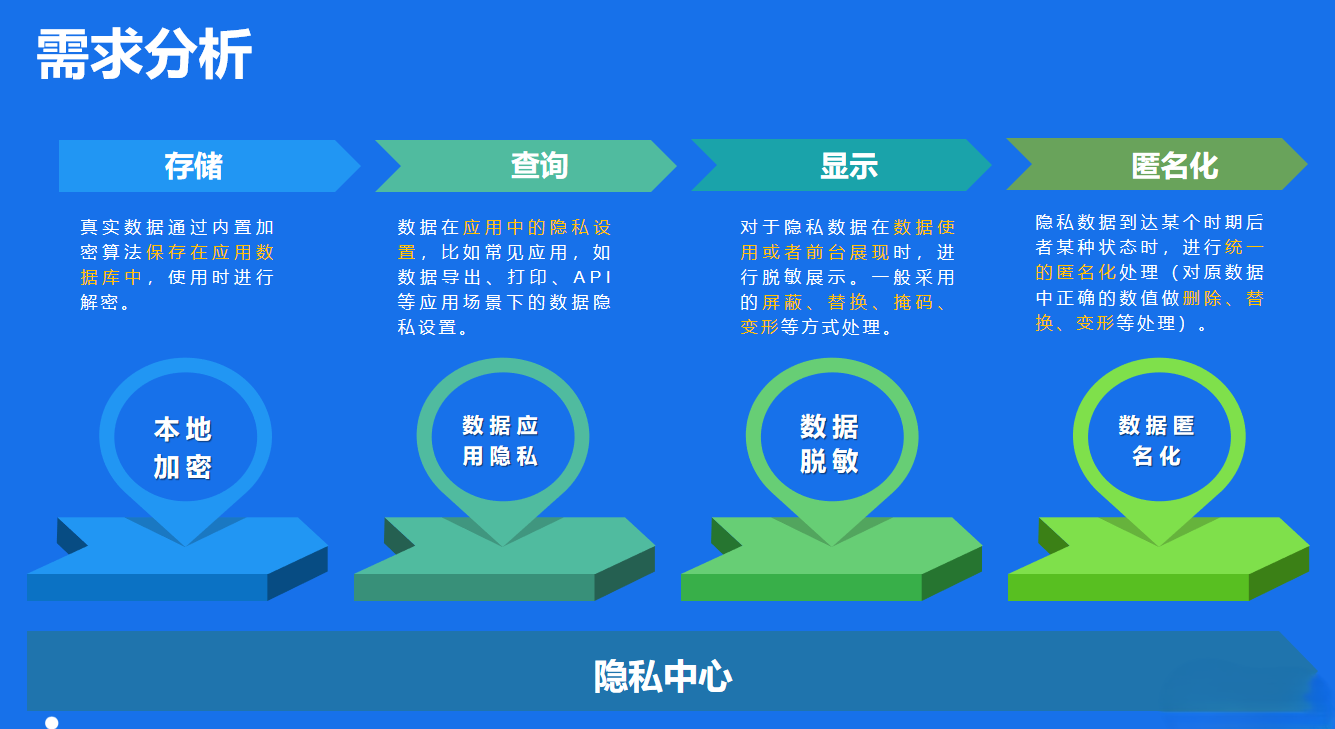 需求分析
存储
查询
显示
匿名化
真实数据通过内置加
密算法保存在应用数
据库中，使用时进行
解密。
数据在应用中的隐私设
置，比如常见应用，如
数据导出、打印、API
等应用场景下的数据隐
私设置。
对于隐私数据在数据使
用或者前台展现时，进
行脱敏展示。一般采用
的屏蔽、替换、掩码、
变形等方式处理。
隐私数据到达某个时期后
者某种状态时，进行统一
的匿名化处理（对原数据
中正确的数值做删除、替
换、变形等处理）。
本地
加密
数据应
用隐私
数据
脱敏
数据匿
名化
隐私中心